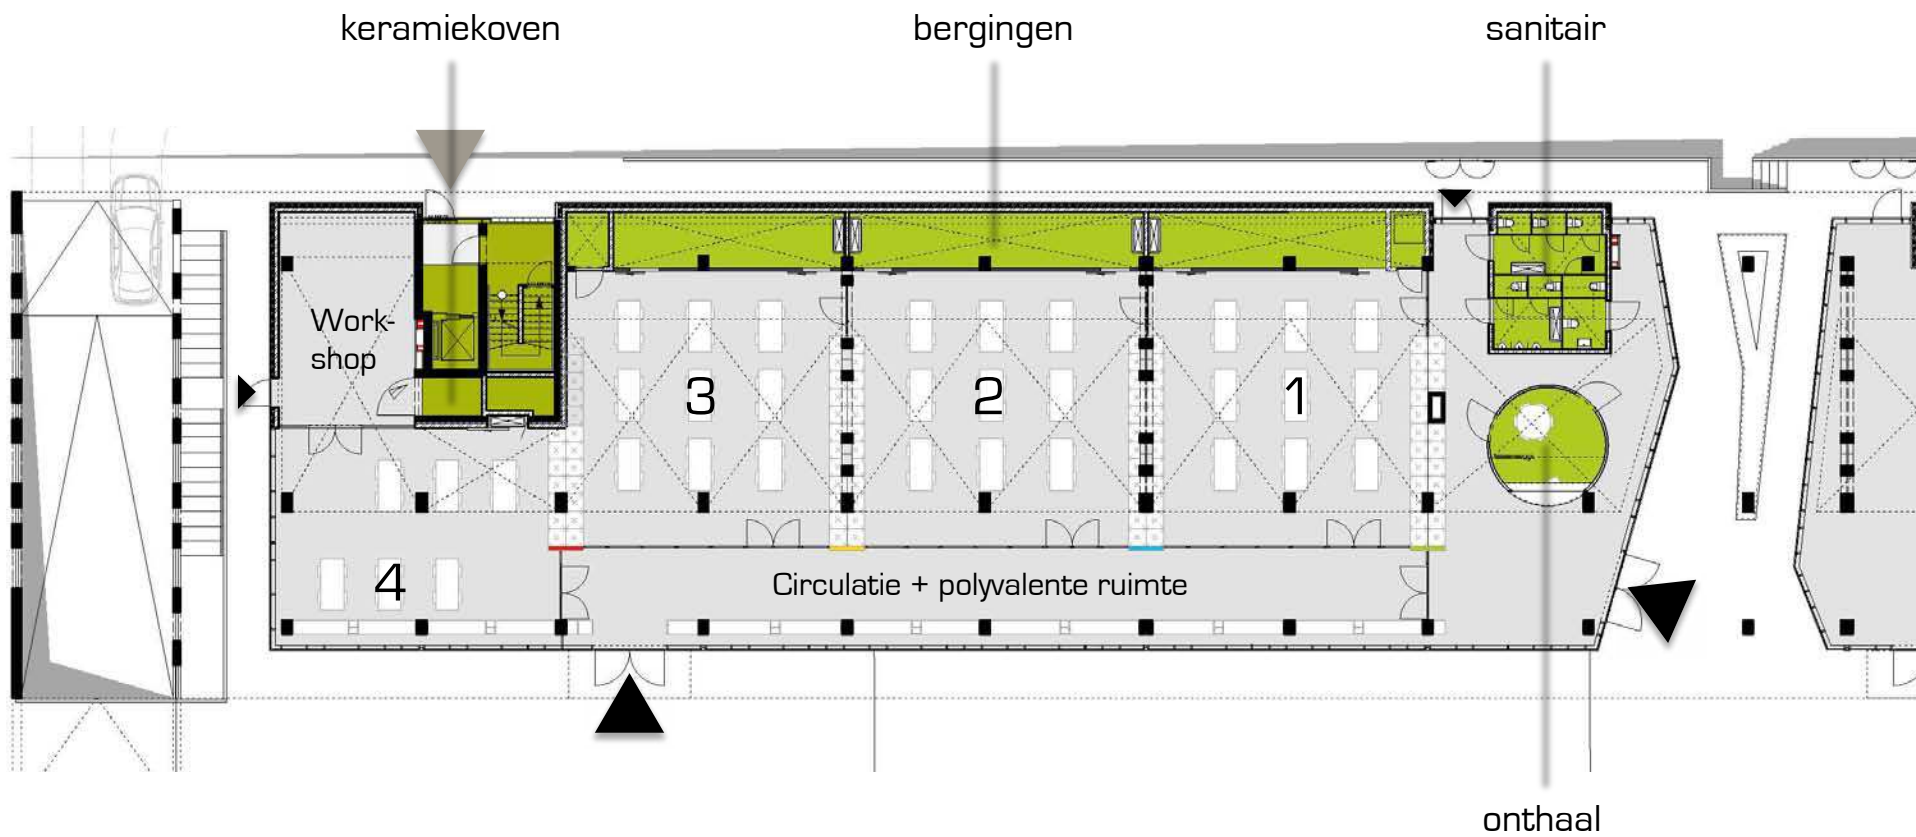 keramiekoven
bergingen
sanitair
Work-
shop
3
2
1
4
Circulatie + polyvalente ruimte
onthaal